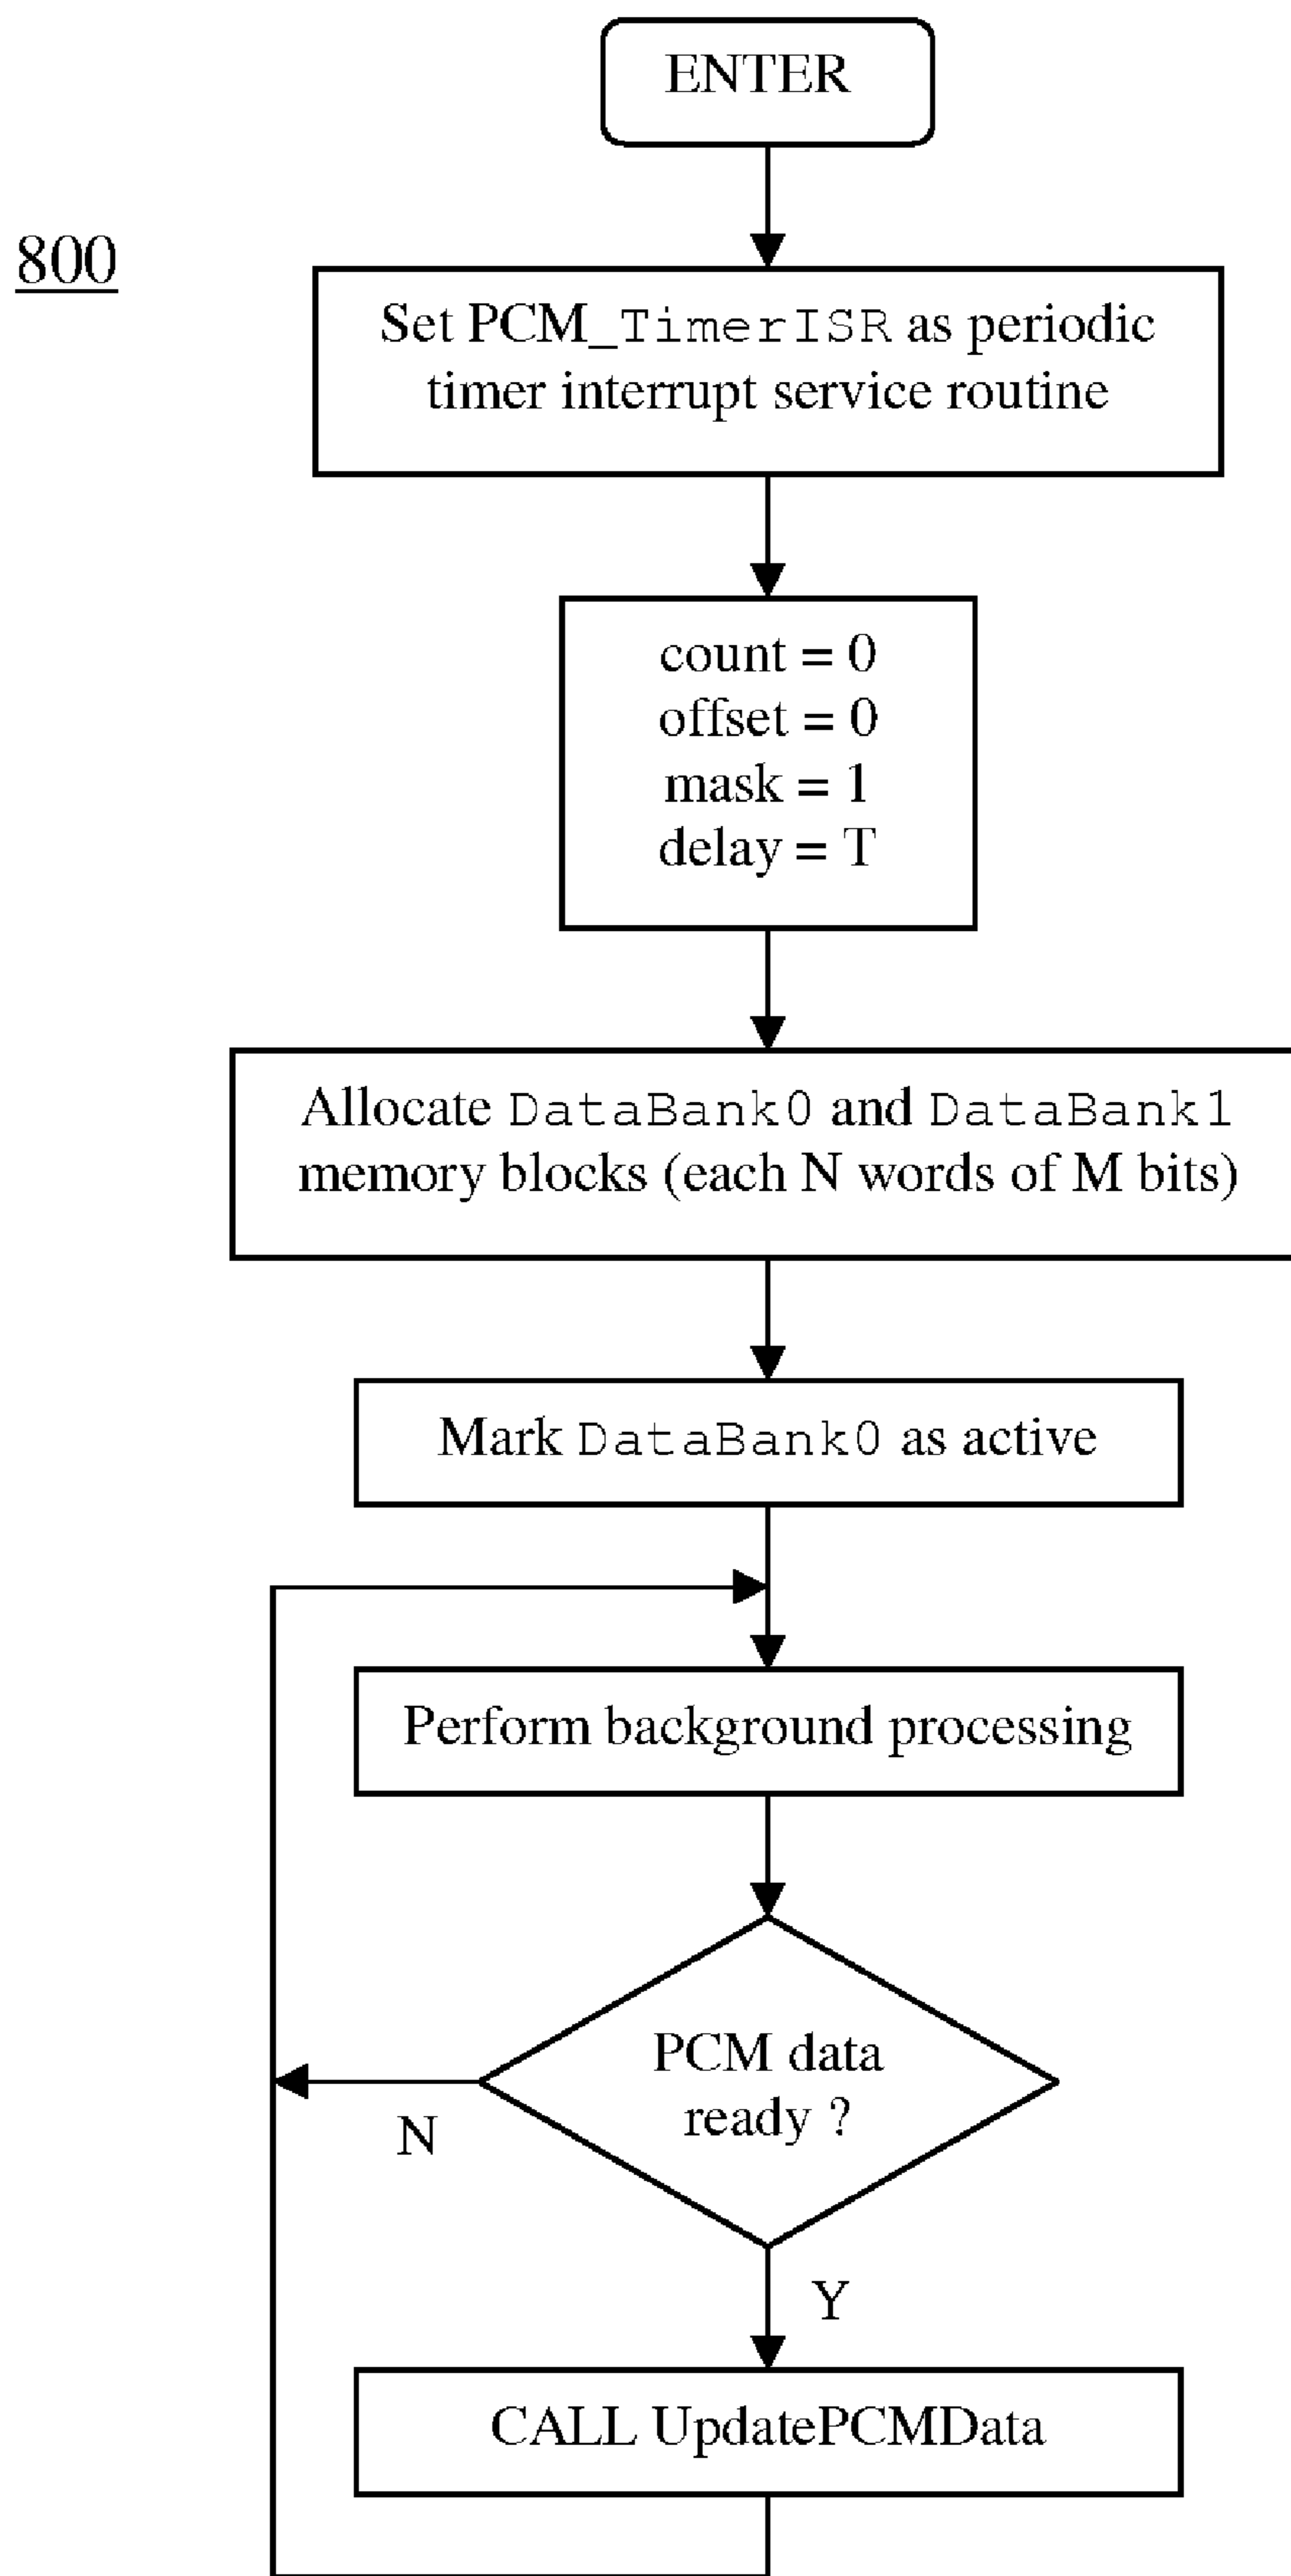 ENTER
800
Set PCM_TimerISR as periodic
timer interrupt service routine
count = 0
offset = 0
mask = 1
delay = T
Allocate DataBank0 and DataBank1
memory blocks (each N words of M bits)
Mark DataBank0 as active
Perform background processing
PCM data
ready ?
N
Y
CALL UpdatePCMData